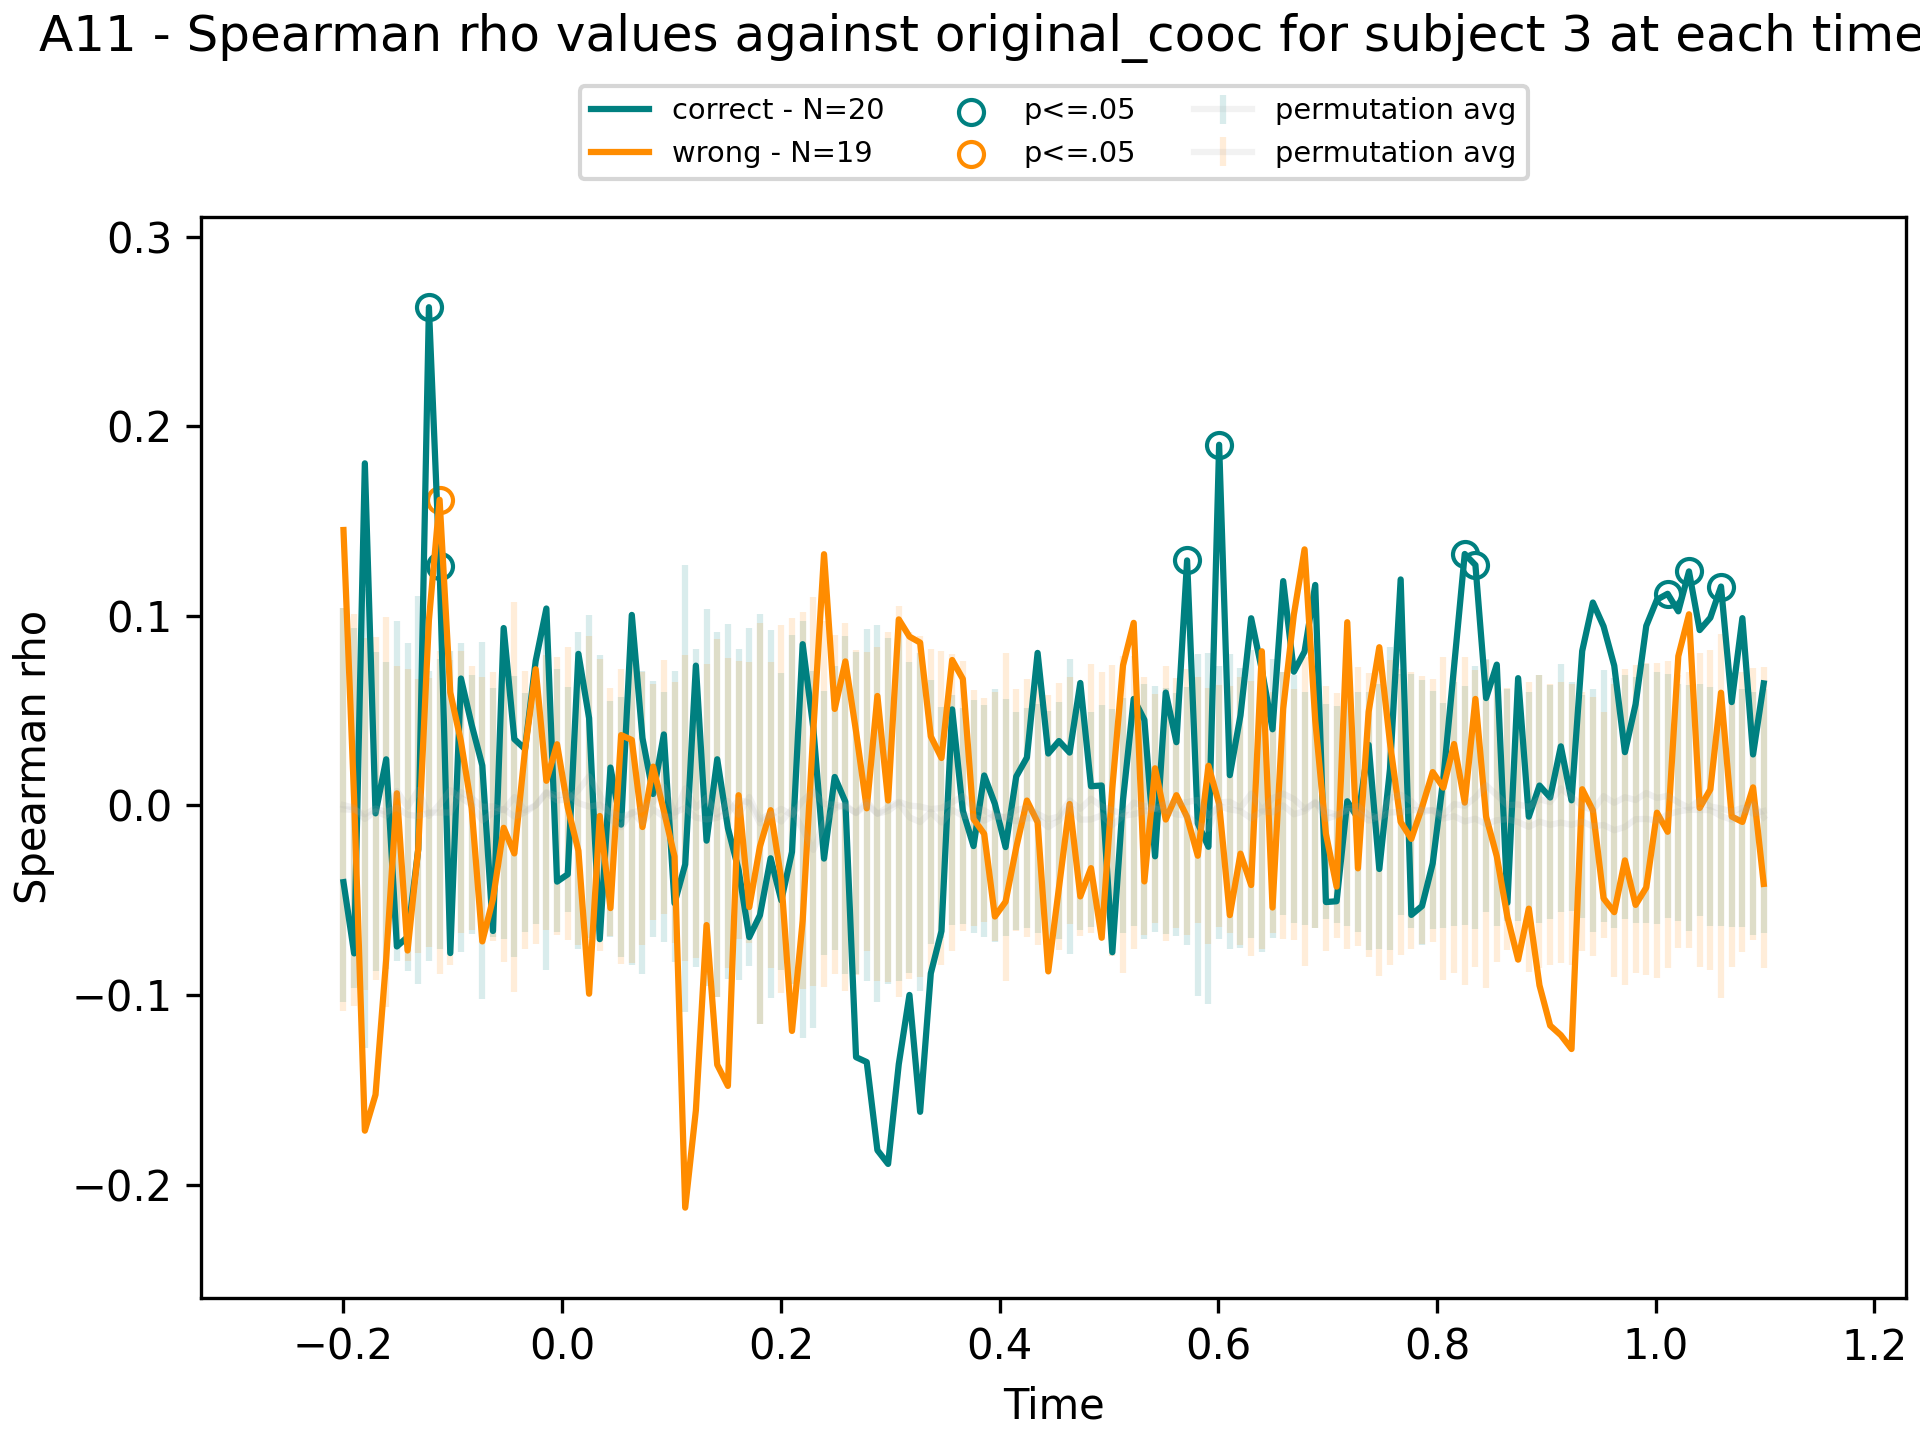 A11 - Spearman rho values against original_cooc for subject 3 at each time
correct - N=20
wrong - N=19
p<=.05
p<=.05
permutation avg
permutation avg
Spearman rho
0.3
0.2
0.1
0.0
−0.1
−0.2
−0.2
0.0
0.2
0.4
0.6
0.8
1.0
1.2
Time